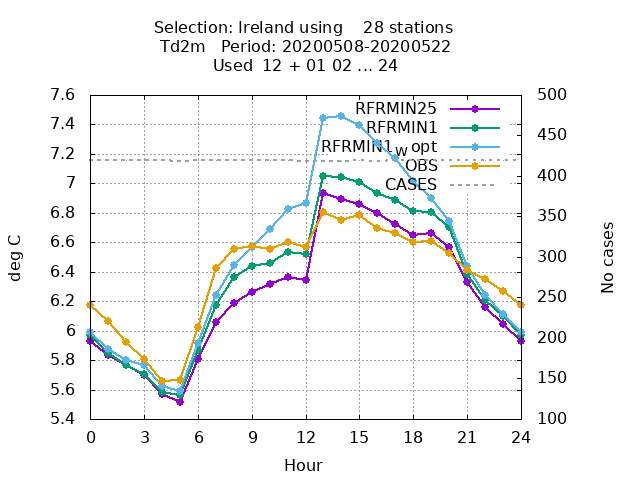 Selection: Ireland using    28 stations
Td2m   Period: 20200508-20200522
Used  12 + 01 02 ... 24
RFRMIN25
RFRMIN1
RFRMIN1w opt
OBS
CASES
deg C
No cases
7.6
7.4
7.2
7
6.8
6.6
6.4
6.2
6
5.8
5.6
5.4
500
450
400
350
300
250
200
150
100
0 3 6 9 12 15 18 21 24
Hour